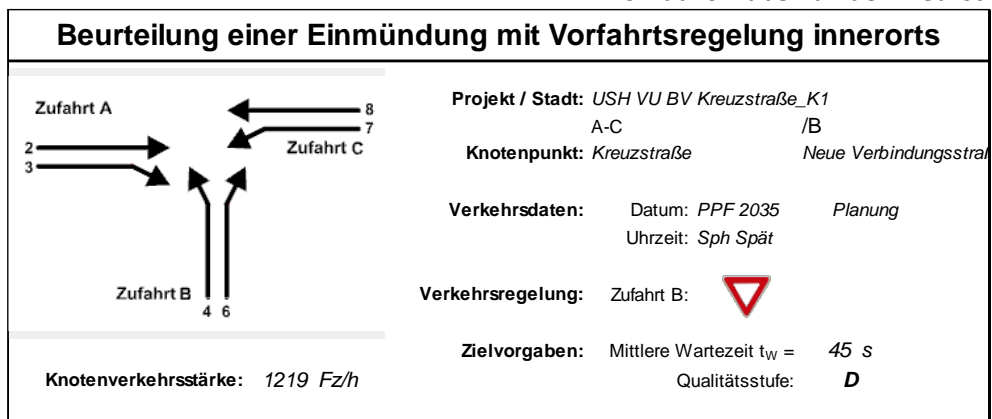 Beurteilung einer Einmündung mit Vorfahrtsregelung innerorts
Zufahrt A
8
7
Zufahrt C
2
3
Zufahrt B
4 6
Knotenverkehrsstärke: 1219 Fz/h
Projekt / Stadt: USH VU BV Kreuzstraße_K1
A-C /B
Knotenpunkt: Kreuzstraße Neue
Verkehrsdaten: Datum: PPF 2035 Planung
Uhrzeit: Sph Spät
Verkehrsregelung: Zufahrt B:
Zielvorgaben: Mittlere Wartezeit tW = 45 s
Qualitätsstufe: D